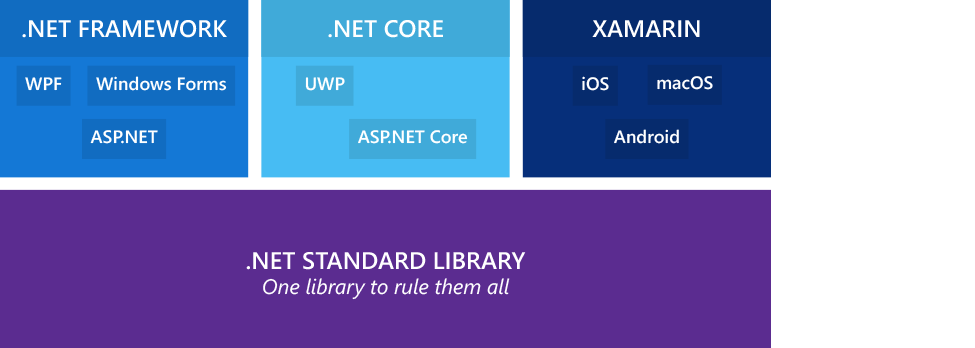 .NET FRAMEWORK
WPF
Windows Forms
ASP.NET
.NET CORE
UWP
ASP.NET Core
XAMARIN
iOS
macOS
Android
.NET STANDARD LIBRARY
One library to rule them all